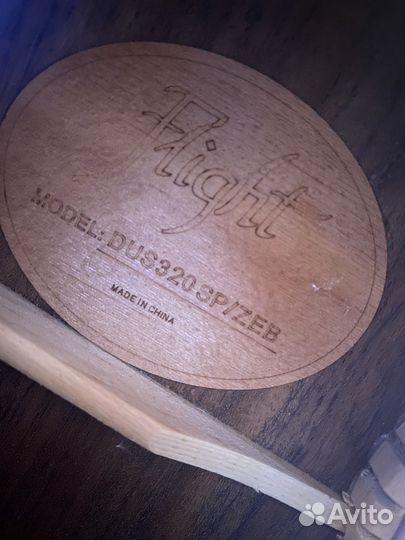 Flight
MODEL: DUS320 SP/ZEB
MADE IN CHINA
Avito